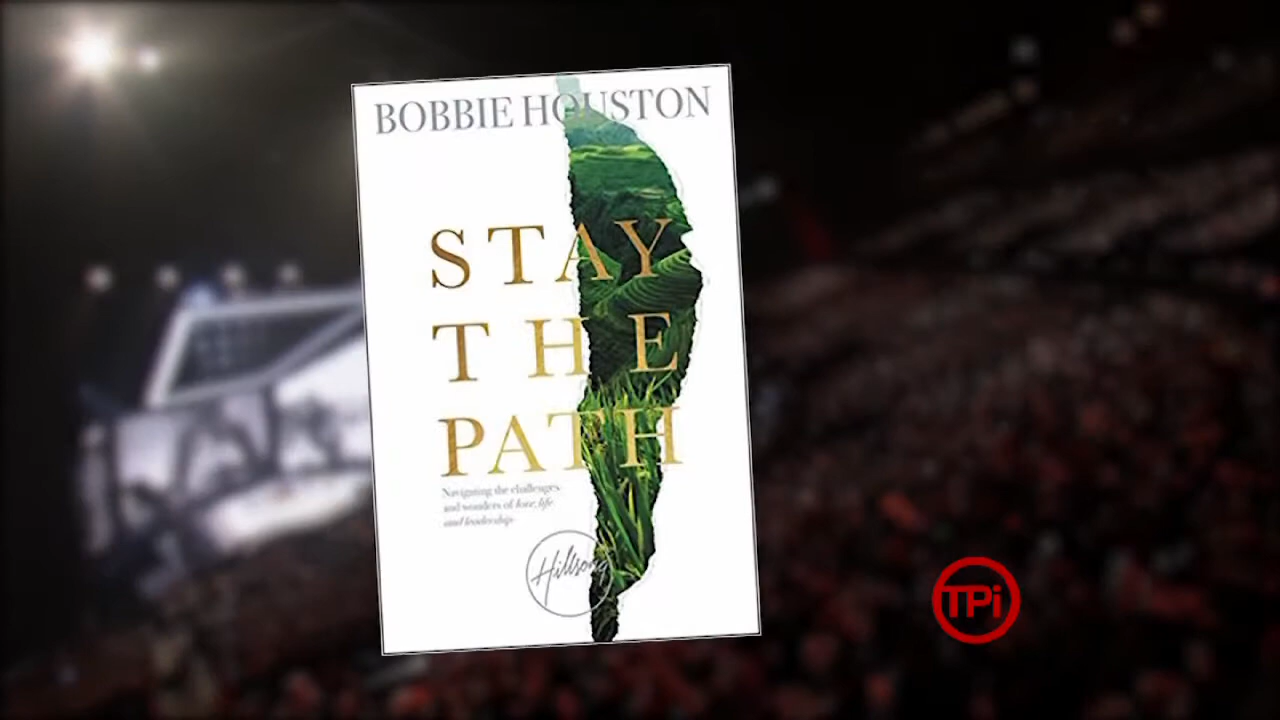 BOBBIE HOUSTON
STAY
THE
PATH
Navigating the challenges
and wonders of love, life
and leadership
Hillsong
TPi